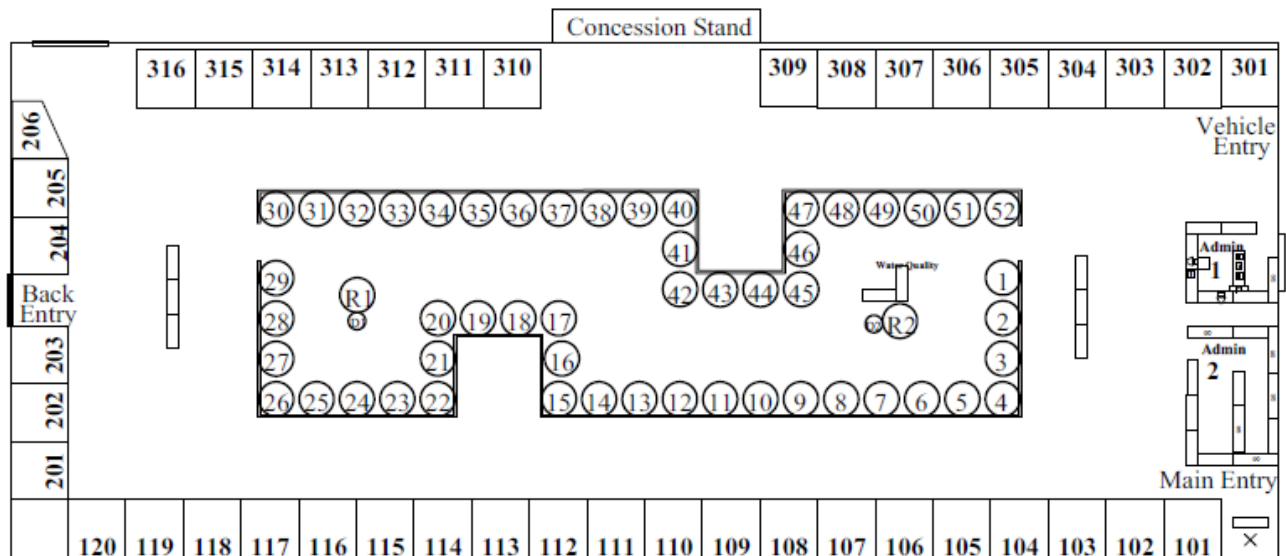 Concession Stand
316 315 314 313 312 311 310 309 308 307 306 305 304 303 302 301
206
Vehicle
Entry
205
30 31 32 33 34 35 36 37 38 39 40 47 48 49 50 51 52
204
41 46
Admin
1
Water Quality
29 1
42 43 44 45
Back
Entry
R1
28 20 19 18 17 R2 2
203
27 21 16 3
Admin
2
202
26 25 24 23 22 15 14 13 12 11 10 9 8 7 6 5 4
201
Main Entry
120 119 118 117 116 115 114 113 112 111 110 109 108 107 106 105 104 103 102 101